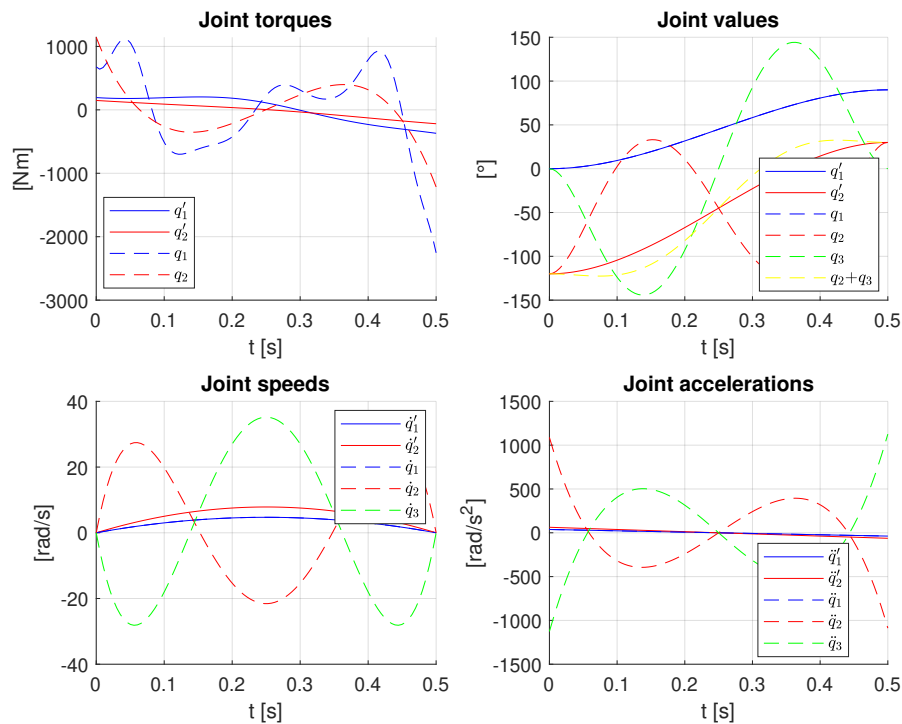 Joint torques
1000
0
-1000
-2000
-3000
[Nm]
q′₁
q′₂
q₁
q₂
0 0.1 0.2 0.3 0.4 0.5
t [s]
Joint values
150
100
50
0
-50
-100
-150
[°]
q′₁
q′₂
q₁
q₂
q₃
q₂+q₃
0 0.1 0.2 0.3 0.4 0.5
t [s]
Joint speeds
40
20
0
-20
-40
[rad/s]
q̇′₁
q̇′₂
q̇₁
q̇₂
q̇₃
0 0.1 0.2 0.3 0.4 0.5
t [s]
Joint accelerations
1500
1000
500
0
-500
-1000
-1500
[rad/s²]
q̈′₁
q̈′₂
q̈₁
q̈₂
q̈₃
0 0.1 0.2 0.3 0.4 0.5
t [s]